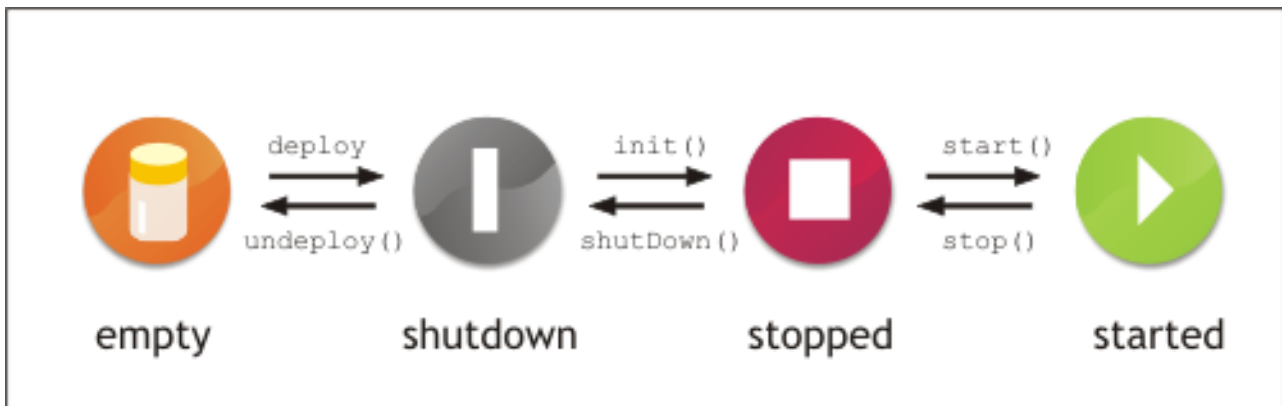 deploy init() start()
undeploy() shutDown() stop()
empty shutdown stopped started